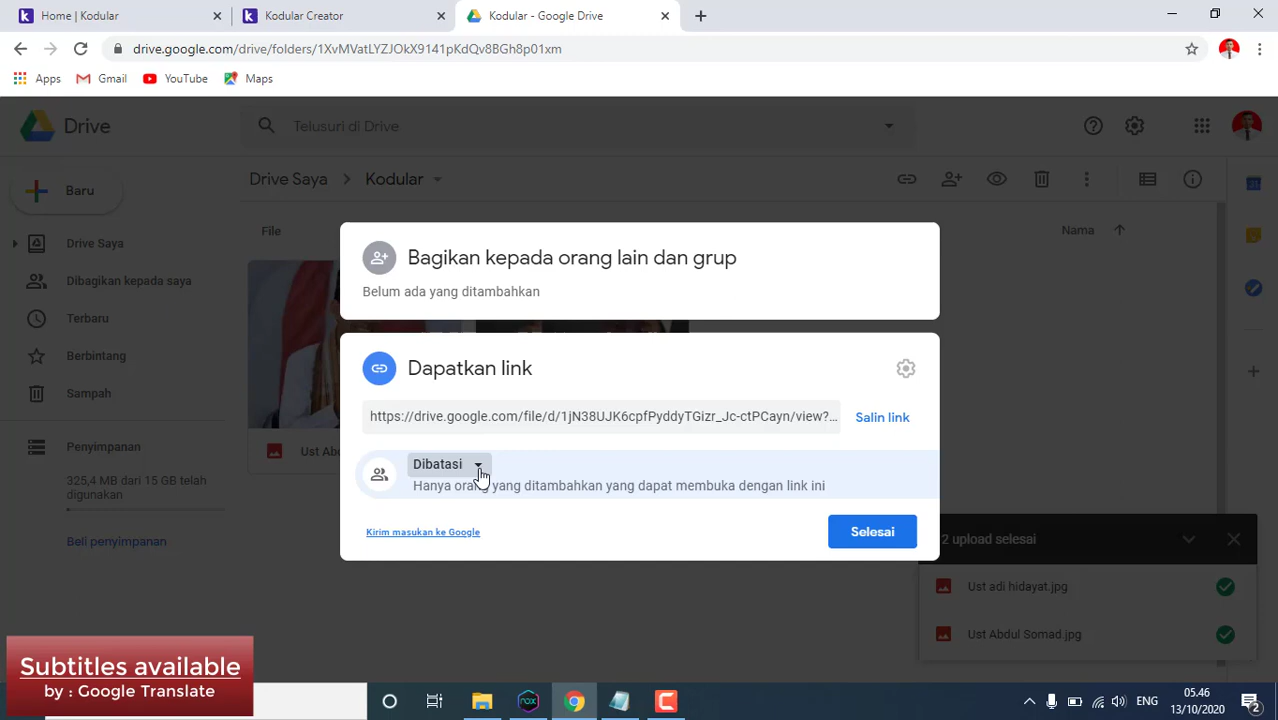 Home | Kodular
Kodular Creator
Kodular - Google Drive
drive.google.com/drive/folders/1XvMVatLYZJOkX9141pKdQv8BGh8p01xm
Apps
Gmail
YouTube
Maps
Drive
Telusuri di Drive
Baru
Drive Saya
Kodular
File
Nama
Drive Saya
Dibagikan kepada saya
Terbaru
Berbintang
Sampah
Penyimpanan
325,4 MB dari 15 GB telah
digunakan
Beli penyimpanan
Ust Ab
Bagikan kepada orang lain dan grup
Belum ada yang ditambahkan
Dapatkan link
https://drive.google.com/file/d/1jN38UJK6cpfPyddyTGizr_Jc-ctPCayn/view?...
Salin link
Dibatasi
Hanya orang yang ditambahkan yang dapat membuka dengan link ini
Kirim masukan ke Google
Selesai
2 upload selesai
Ust adi hidayat.jpg
Ust Abdul Somad.jpg
Subtitles available
by : Google Translate
nox
ENG
05.46
13/10/2020
2